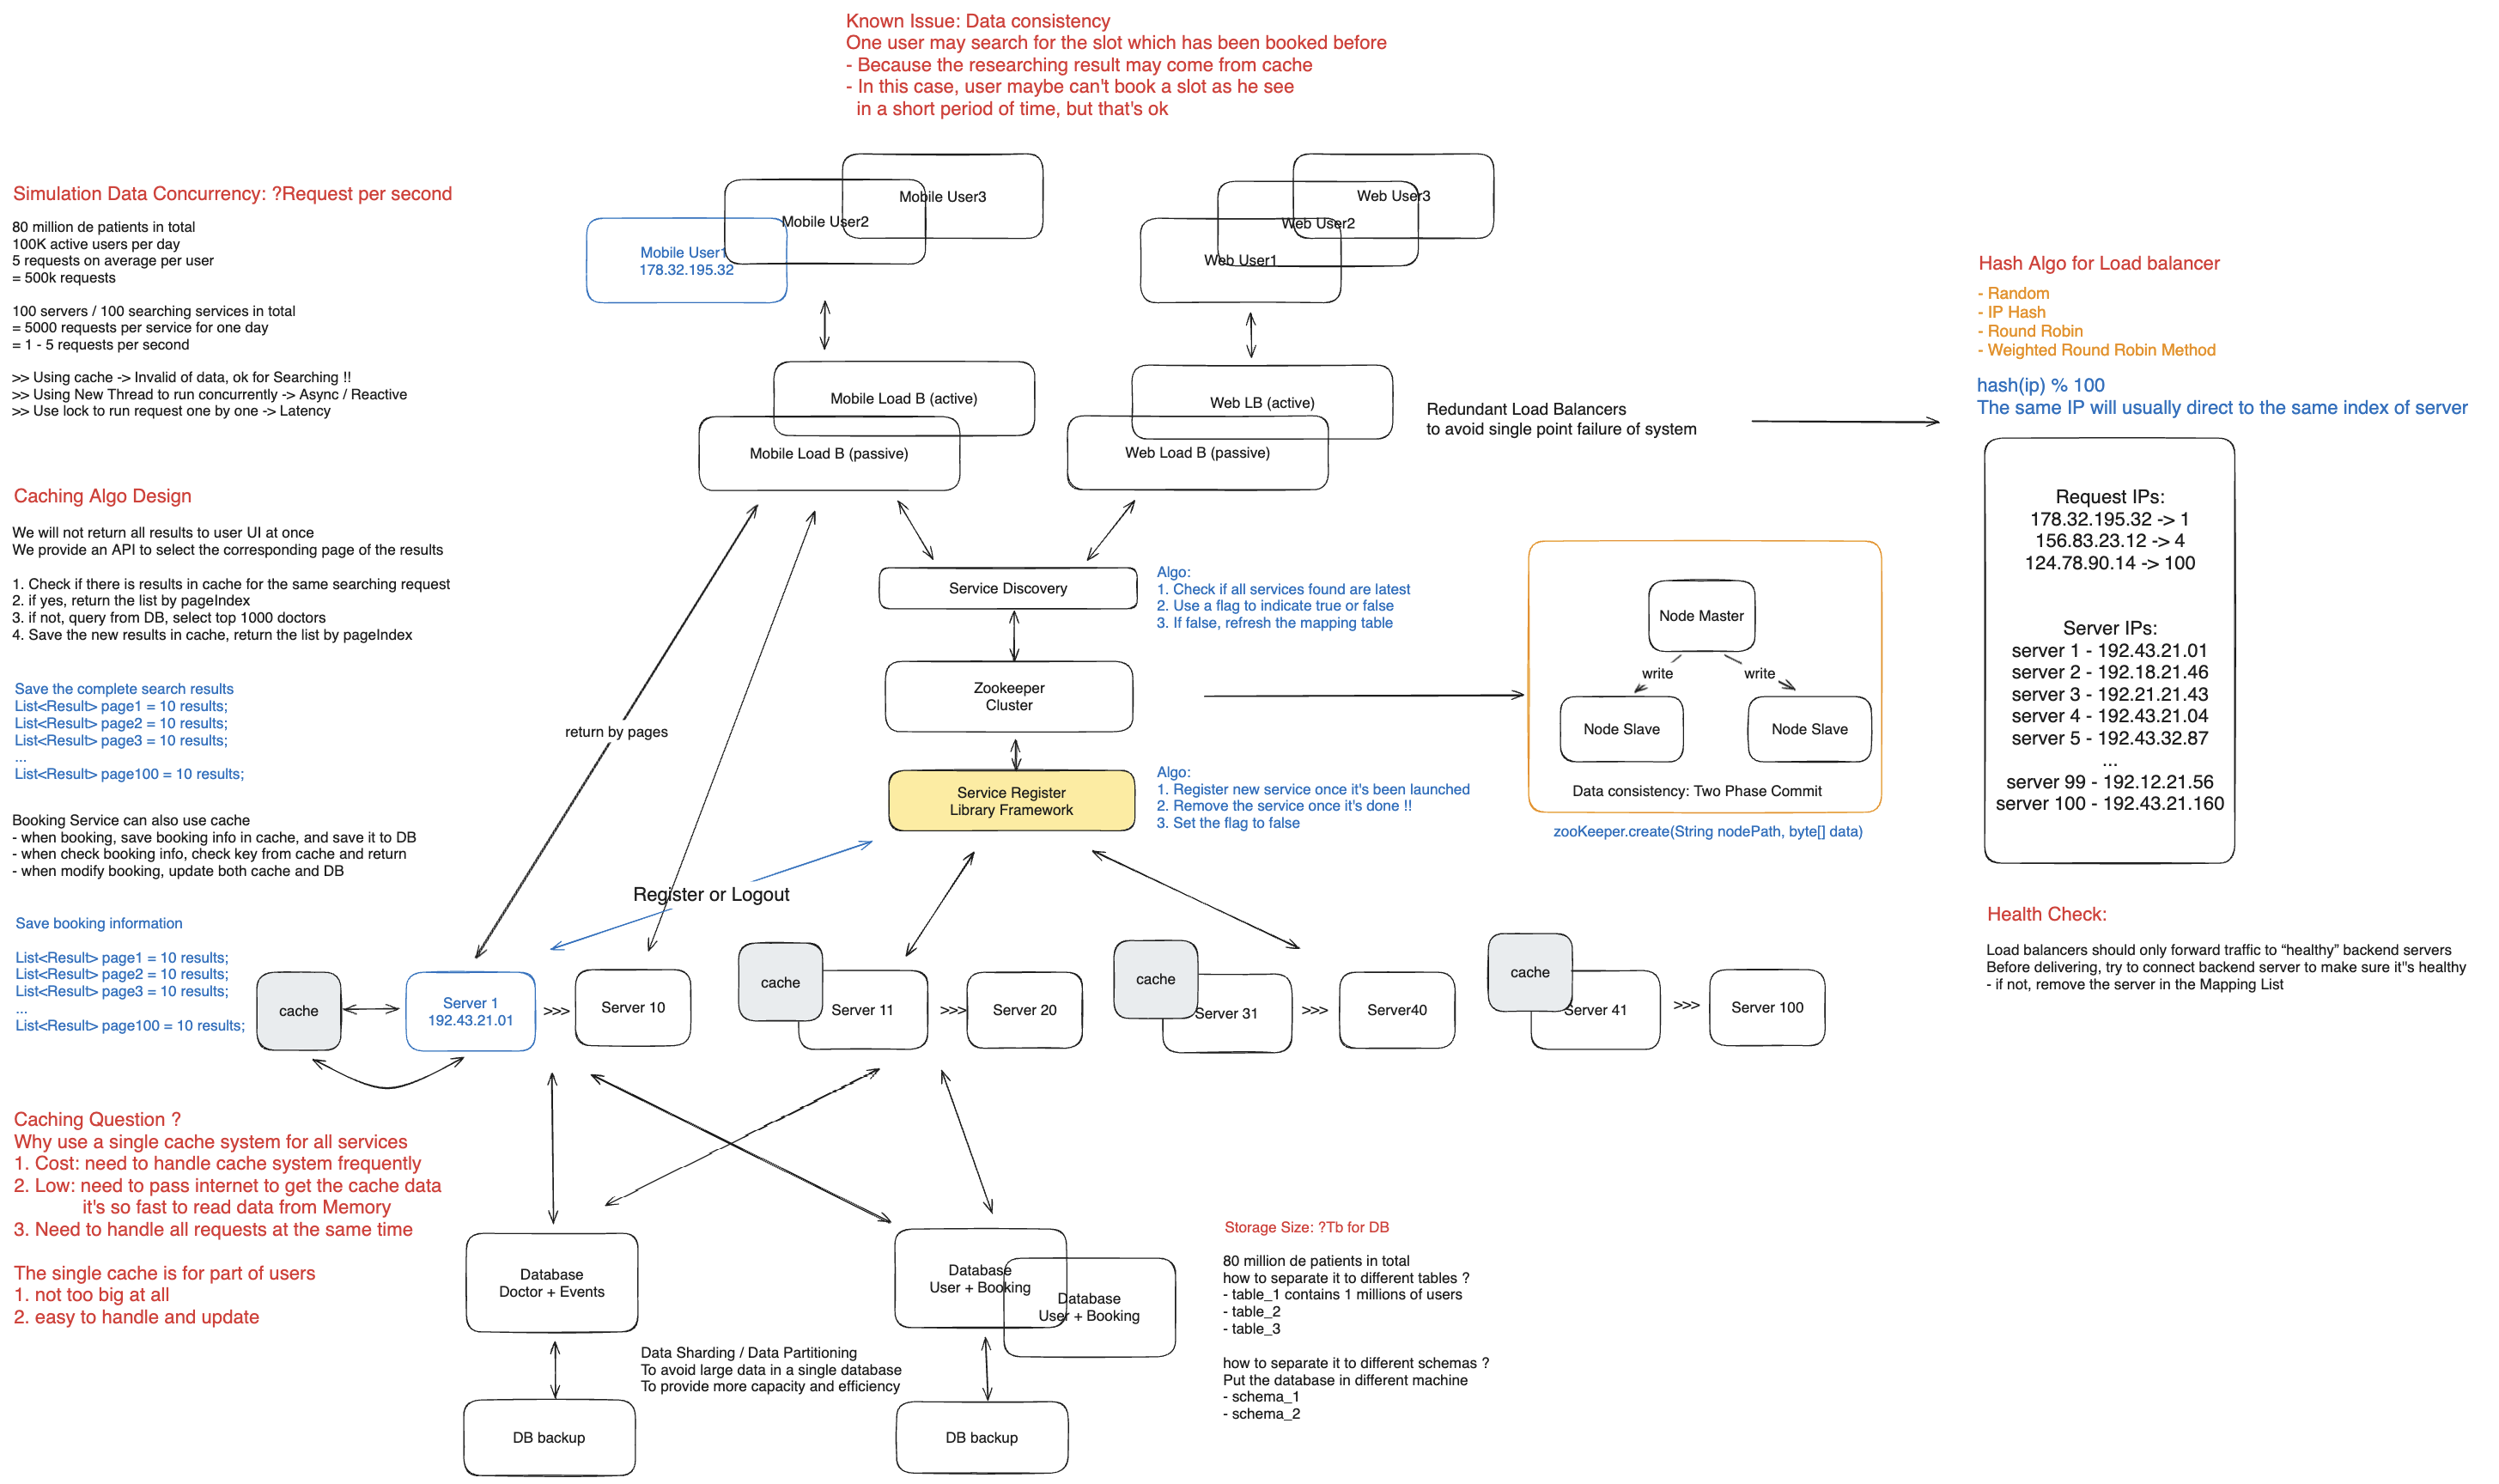 Known Issue: Data consistency
One user may search for the slot which has been booked before
- Because the researching result may come from cache
- In this case, user maybe can't book a slot as he see
in a short period of time, but that's ok
Simulation Data Concurrency: ?Request per second
80 million de patients in total
100K active users per day
5 requests on average per user
= 500k requests
100 servers / 100 searching services in total
= 5000 requests per service for one day
= 1 - 5 requests per second
>> Using cache -> Invalid of data, ok for Searching !!
>> Using New Thread to run concurrently -> Async / Reactive
>> Use lock to run request one by one -> Latency
Mobile User3
Mobile User2
Mobile User1
178.32.195.32
Web User3
Web User2
Web User1
Mobile Load B (active)
Mobile Load B (passive)
Web LB (active)
Web Load B (passive)
Redundant Load Balancers
to avoid single point failure of system
Hash Algo for Load balancer
- Random
- IP Hash
- Round Robin
- Weighted Round Robin Method
hash(ip) % 100
The same IP will usually direct to the same index of server
Request IPs:
178.32.195.32 -> 1
156.83.23.12 -> 4
124.78.90.14 -> 100
Server IPs:
server 1 - 192.43.21.01
server 2 - 192.18.21.46
server 3 - 192.21.21.43
server 4 - 192.43.21.04
server 5 - 192.43.32.87
...
server 99 - 192.12.21.56
server 100 - 192.43.21.160
Caching Algo Design
We will not return all results to user UI at once
We provide an API to select the corresponding page of the results
1. Check if there is results in cache for the same searching request
2. if yes, return the list by pageIndex
3. if not, query from DB, select top 1000 doctors
4. Save the new results in cache, return the list by pageIndex
Save the complete search results
List<Result> page1 = 10 results;
List<Result> page2 = 10 results;
List<Result> page3 = 10 results;
...
List<Result> page100 = 10 results;
Booking Service can also use cache
- when booking, save booking info in cache, and save it to DB
- when check booking info, check key from cache and return
- when modify booking, update both cache and DB
Save booking information
List<Result> page1 = 10 results;
List<Result> page2 = 10 results;
List<Result> page3 = 10 results;
...
List<Result> page100 = 10 results;
return by pages
Service Discovery
Algo:
1. Check if all services found are latest
2. Use a flag to indicate true or false
3. If false, refresh the mapping table
Zookeeper
Cluster
Node Master
write
write
Node Slave
Node Slave
Data consistency: Two Phase Commit
zooKeeper.create(String nodePath, byte[] data)
Service Register
Library Framework
Algo:
1. Register new service once it's been launched
2. Remove the service once it's done !!
3. Set the flag to false
Register or Logout
Health Check:
Load balancers should only forward traffic to “healthy” backend servers
Before delivering, try to connect backend server to make sure it"s healthy
- if not, remove the server in the Mapping List
cache
Server 1
192.43.21.01
>>>
Server 10
cache
Server 11
>>>
Server 20
cache
Server 31
>>>
Server40
cache
Server 41
>>>
Server 100
Caching Question ?
Why use a single cache system for all services
1. Cost: need to handle cache system frequently
2. Low: need to pass internet to get the cache data
it's so fast to read data from Memory
3. Need to handle all requests at the same time
The single cache is for part of users
1. not too big at all
2. easy to handle and update
Database
Doctor + Events
Database
User + Booking
Database
User + Booking
Data Sharding / Data Partitioning
To avoid large data in a single database
To provide more capacity and efficiency
DB backup
DB backup
Storage Size: ?Tb for DB
80 million de patients in total
how to separate it to different tables ?
- table_1 contains 1 millions of users
- table_2
- table_3
how to separate it to different schemas ?
Put the database in different machine
- schema_1
- schema_2